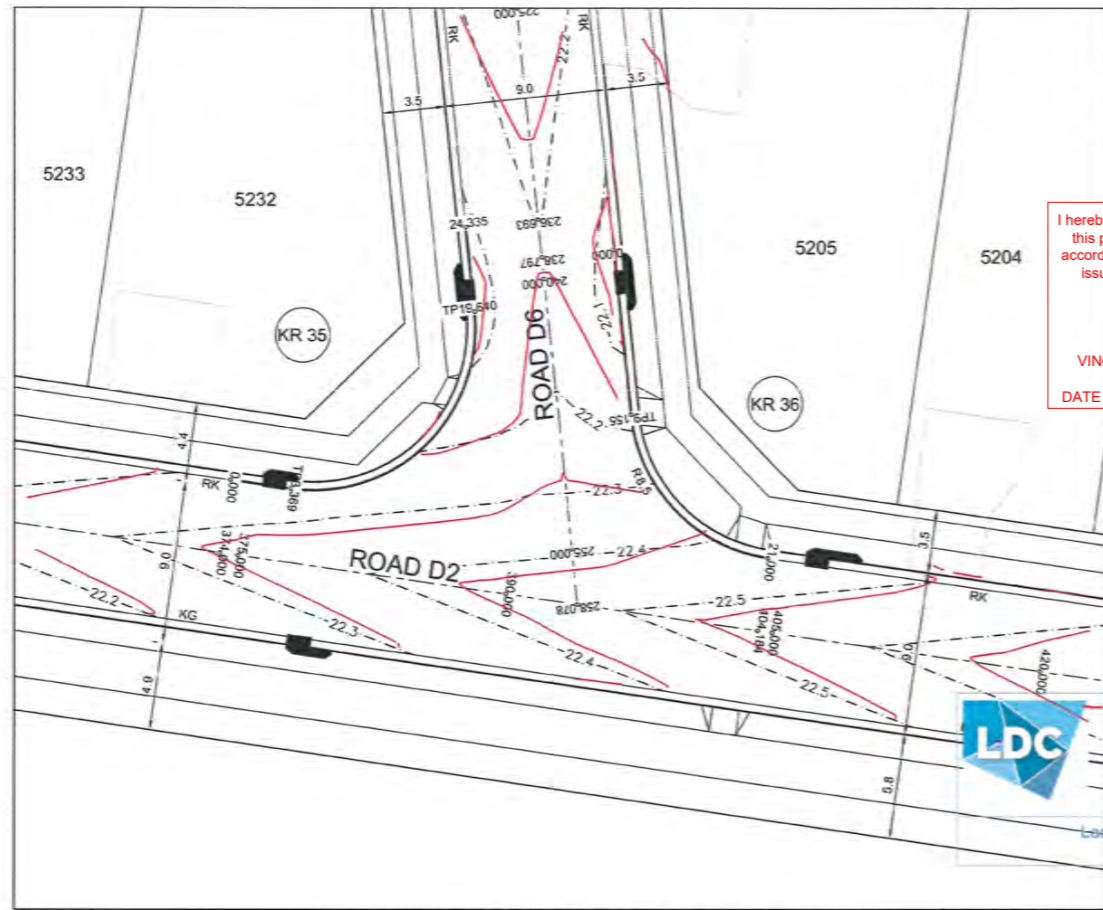 225,000
RK
RK
22.2
3.5
9.0
3.5
5233
5232
24,335
236,693
238,797
240,000
0,000
5205
5204
I hereb
this p
accord
issu
VING
DATE
TP19,640
22.1
KR 35
ROAD D6
KR 36
22.2
TP9,156
4.4
RK
0,000
R8.5
22.3
375,000
374,000
9.0
ROAD D2
255,000
22.4
21,000
3.5
RK
390,000
258,078
22.5
405,000
404,184
9.0
420,000
22.2
KG
22.3
22.4
22.5
4.9
5.8
LDC